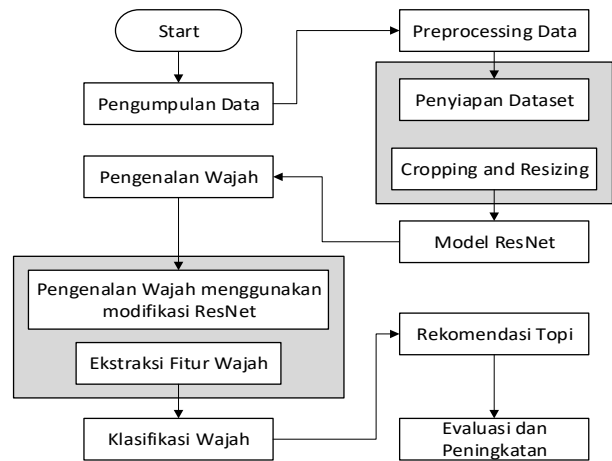 Start
Pengumpulan Data
Preprocessing Data
Penyiapan Dataset
Cropping and Resizing
Model ResNet
Pengenalan Wajah
Pengenalan Wajah menggunakan
modifikasi ResNet
Ekstraksi Fitur Wajah
Klasifikasi Wajah
Rekomendasi Topi
Evaluasi dan
Peningkatan